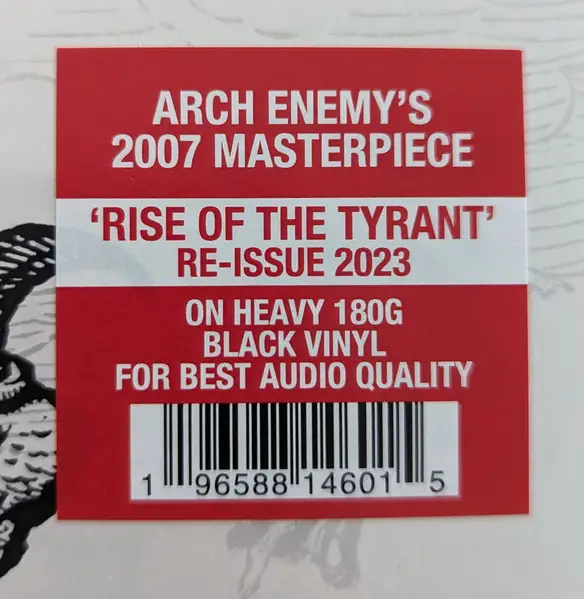 ARCH ENEMY'S
2007 MASTERPIECE
'RISE OF THE TYRANT'
RE-ISSUE 2023
ON HEAVY 180G
BLACK VINYL
FOR BEST AUDIO QUALITY
1 96588 14601 5